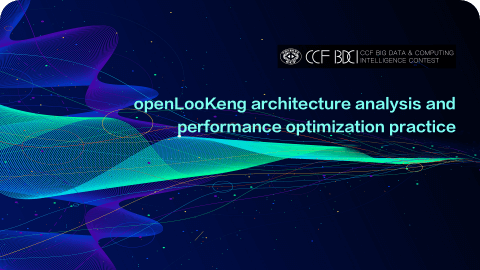 CCF BDCI CCF BIG DATA & COMPUTING
INTELLIGENCE CONTEST
openLooKeng architecture analysis and
performance optimization practice